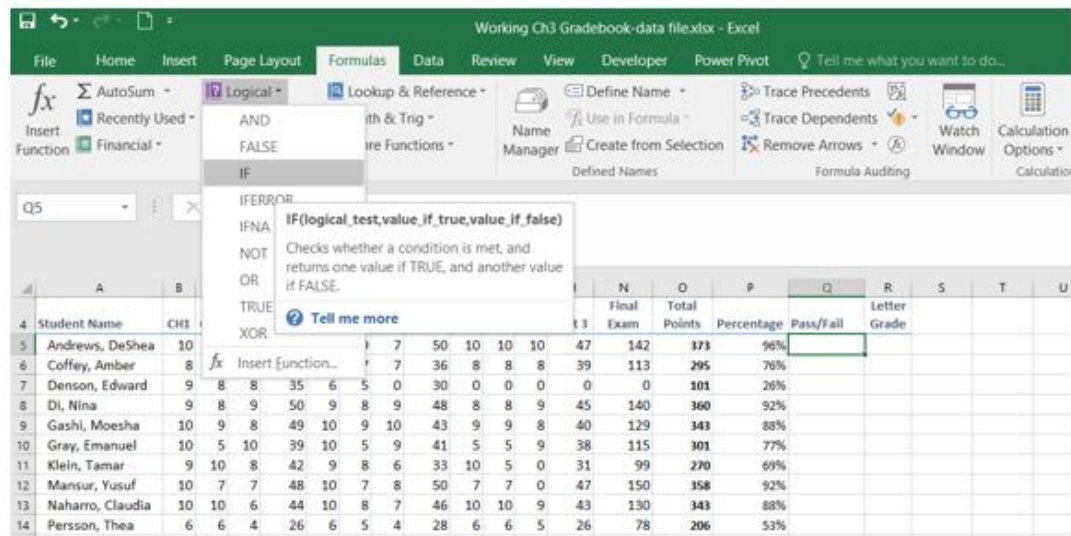 Working Ch3 Gradebook-data file.xlsx - Excel
File Home Insert Page Layout Formulas Data Review View Developer Power Pivot Tell me what you want to do...
fx Σ AutoSum Logical Lookup & Reference Define Name Trace Precedents
Recently Used & Trig Use in Formula Trace Dependents
Insert Function Financial Functions Name Manager Create from Selection Remove Arrows Watch Window Calculation Options
Defined Names Formula Auditing
AND
FALSE
IF
IFERROR
IFNA
NOT
OR
TRUE
XOR
fx Insert Function...
IF(logical_test,value_if_true,value_if_false)
Checks whether a condition is met, and
returns one value if TRUE, and another value
if FALSE.
Tell me more
Q5
A B N O P Q R S T U
4 Student Name CH1 t 3 Final Exam Total Points Percentage Pass/Fail Letter Grade
5 Andrews, DeShea 10 7 50 10 10 10 47 142 373 96%
6 Coffey, Amber 8 7 36 8 8 8 39 113 295 76%
7 Denson, Edward 9 8 8 35 6 5 0 30 0 0 0 0 0 101 26%
8 Di, Nina 9 8 9 50 9 8 9 48 8 8 9 45 140 360 92%
9 Gashi, Moesha 10 9 8 49 10 9 10 43 9 9 8 40 129 343 88%
10 Gray, Emanuel 10 5 10 39 10 5 9 41 5 5 9 38 115 301 77%
11 Klein, Tamar 9 10 8 42 9 8 6 33 10 5 0 31 99 270 69%
12 Mansur, Yusuf 10 7 7 48 10 7 8 50 7 7 0 47 150 358 92%
13 Naharro, Claudia 10 10 6 44 10 8 7 46 10 10 9 43 130 343 88%
14 Persson, Thea 6 6 4 26 6 5 4 28 6 6 5 26 78 206 53%